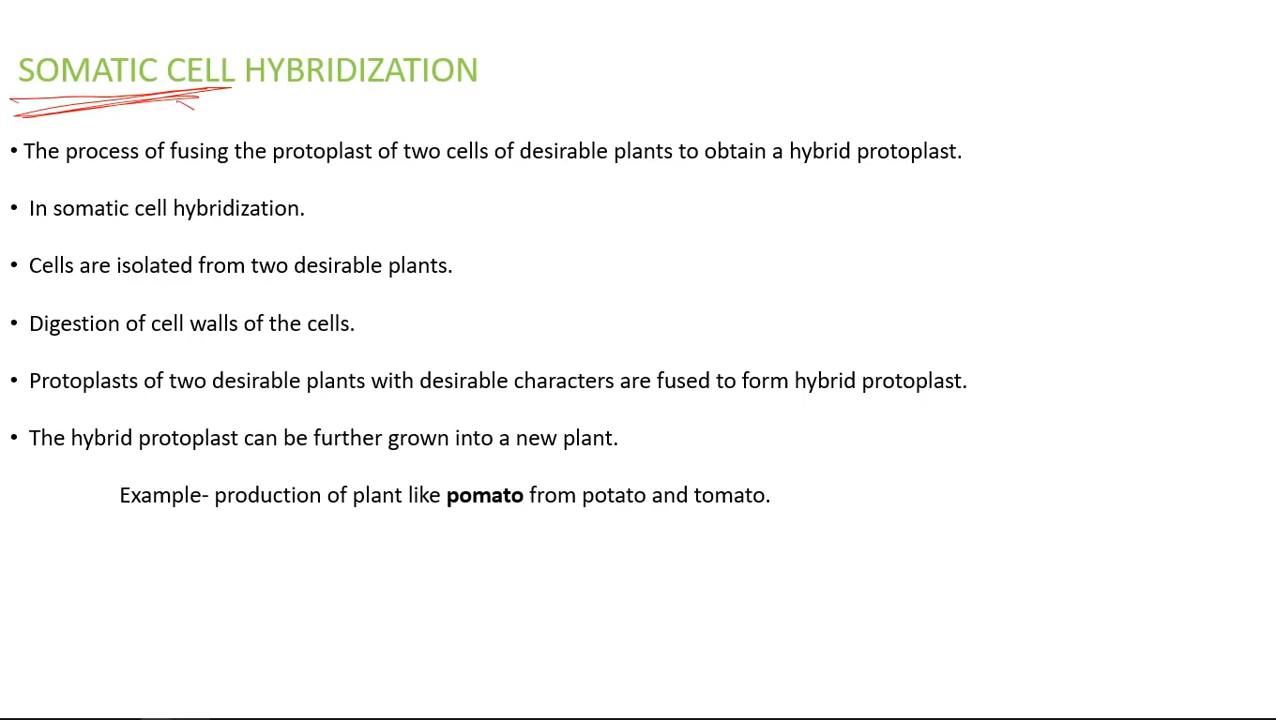 SOMATIC CELL HYBRIDIZATION
• The process of fusing the protoplast of two cells of desirable plants to obtain a hybrid protoplast.
• In somatic cell hybridization.
• Cells are isolated from two desirable plants.
• Digestion of cell walls of the cells.
• Protoplasts of two desirable plants with desirable characters are fused to form hybrid protoplast.
• The hybrid protoplast can be further grown into a new plant.
Example- production of plant like pomato from potato and tomato.